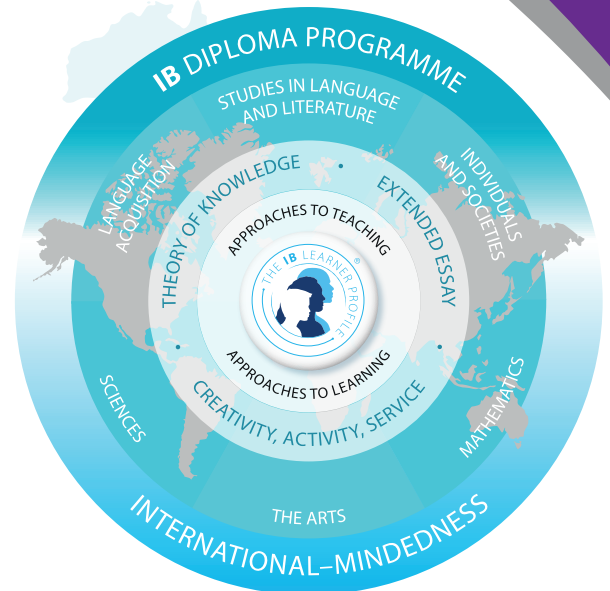 IB DIPLOMA PROGRAMME
STUDIES IN LANGUAGE
AND LITERATURE
LANGUAGE
ACQUISITION
INDIVIDUALS
AND SOCIETIES
THEORY OF KNOWLEDGE
EXTENDED ESSAY
APPROACHES TO TEACHING
THE IB LEARNER PROFILE ®
APPROACHES TO LEARNING
CREATIVITY, ACTIVITY, SERVICE
SCIENCES
MATHEMATICS
THE ARTS
INTERNATIONAL–MINDEDNESS